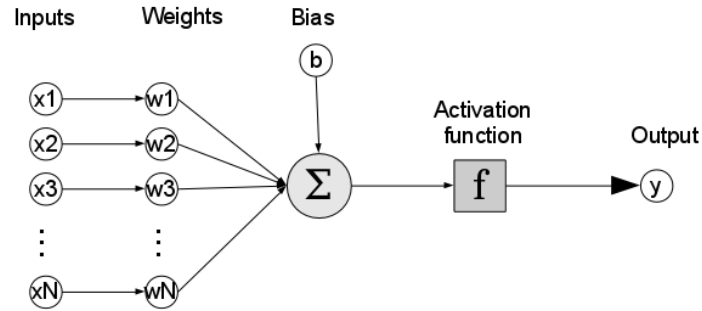 Inputs Weights Bias
b
x1 w1
Activation
function
Output
x2 w2
x3 w3
Σ f y
⋮ ⋮
xN wN